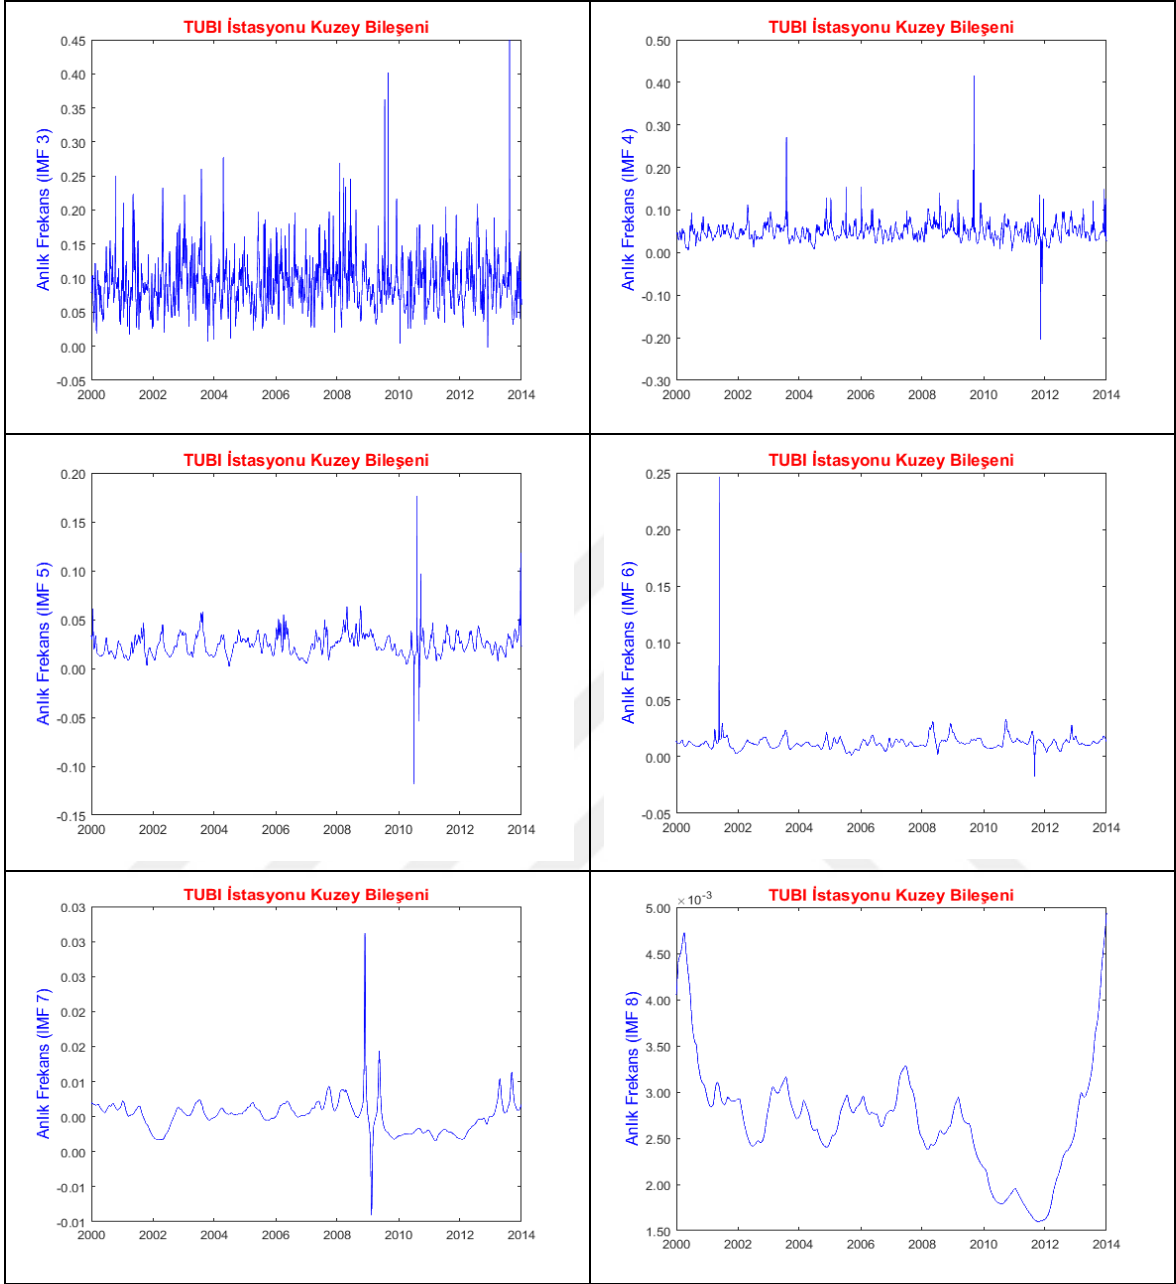 TUBI İstasyonu Kuzey Bileşeni
Anlık Frekans (IMF 3)
0.45
0.40
0.35
0.30
0.25
0.20
0.15
0.10
0.05
0.00
-0.05
2000 2002 2004 2006 2008 2010 2012 2014
TUBI İstasyonu Kuzey Bileşeni
Anlık Frekans (IMF 4)
0.50
0.40
0.30
0.20
0.10
0.00
-0.10
-0.20
-0.30
2000 2002 2004 2006 2008 2010 2012 2014
TUBI İstasyonu Kuzey Bileşeni
Anlık Frekans (IMF 5)
0.20
0.15
0.10
0.05
0.00
-0.05
-0.10
-0.15
2000 2002 2004 2006 2008 2010 2012 2014
TUBI İstasyonu Kuzey Bileşeni
Anlık Frekans (IMF 6)
0.25
0.20
0.15
0.10
0.05
0.00
-0.05
2000 2002 2004 2006 2008 2010 2012 2014
TUBI İstasyonu Kuzey Bileşeni
Anlık Frekans (IMF 7)
0.03
0.03
0.02
0.02
0.01
0.00
0.00
-0.01
-0.01
2000 2002 2004 2006 2008 2010 2012 2014
TUBI İstasyonu Kuzey Bileşeni
Anlık Frekans (IMF 8)
×10⁻³
5.00
4.50
4.00
3.50
3.00
2.50
2.00
1.50
2000 2002 2004 2006 2008 2010 2012 2014